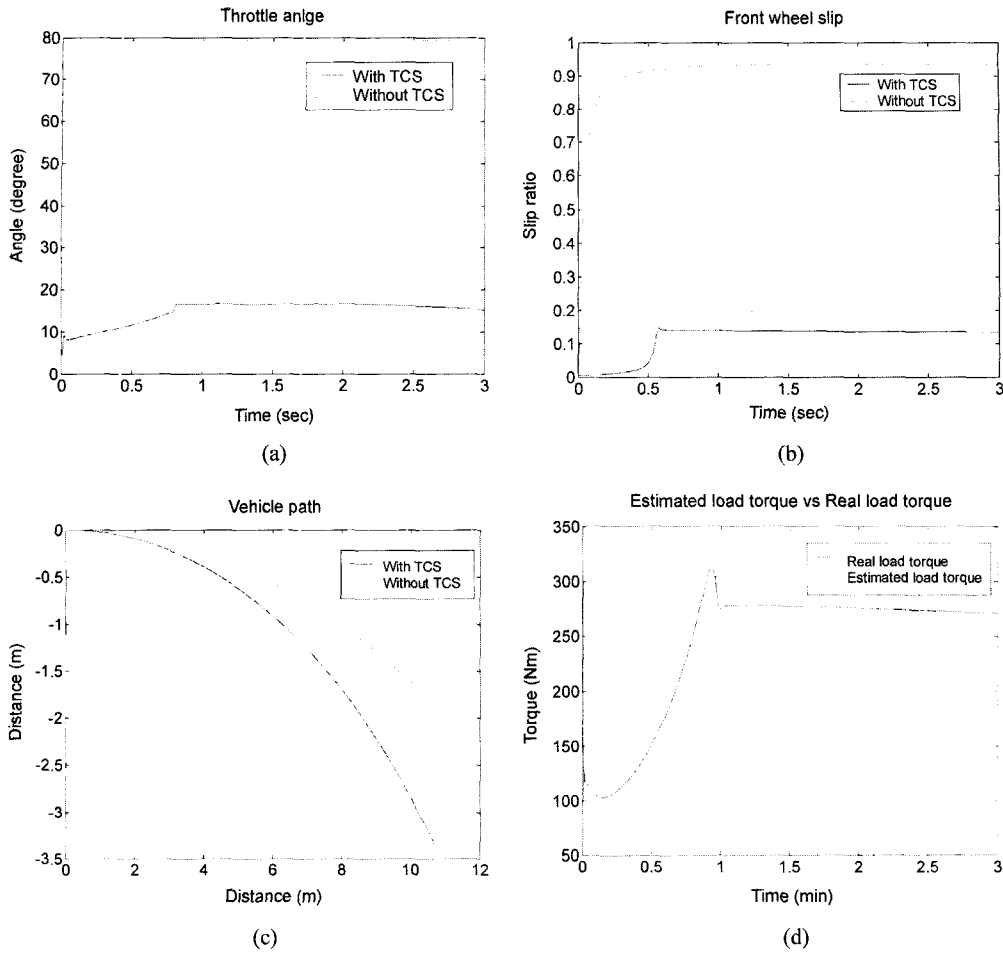 Throttle anlge
80
70
60
50
40
30
20
10
0
Angle (degree)
With TCS
Without TCS
0 0.5 1 1.5 2 2.5 3
Time (sec)
(a)
Front wheel slip
1
0.9
0.8
0.7
0.6
0.5
0.4
0.3
0.2
0.1
0
Slip ratio
With TCS
Without TCS
0 0.5 1 1.5 2 2.5 3
Time (sec)
(b)
Vehicle path
0
-0.5
-1
-1.5
-2
-2.5
-3
-3.5
Distance (m)
With TCS
Without TCS
0 2 4 6 8 10 12
Distance (m)
(c)
Estimated load torque vs Real load torque
350
300
250
200
150
100
50
Torque (Nm)
Real load torque
Estimated load torque
0 0.5 1 1.5 2 2.5 3
Time (min)
(d)